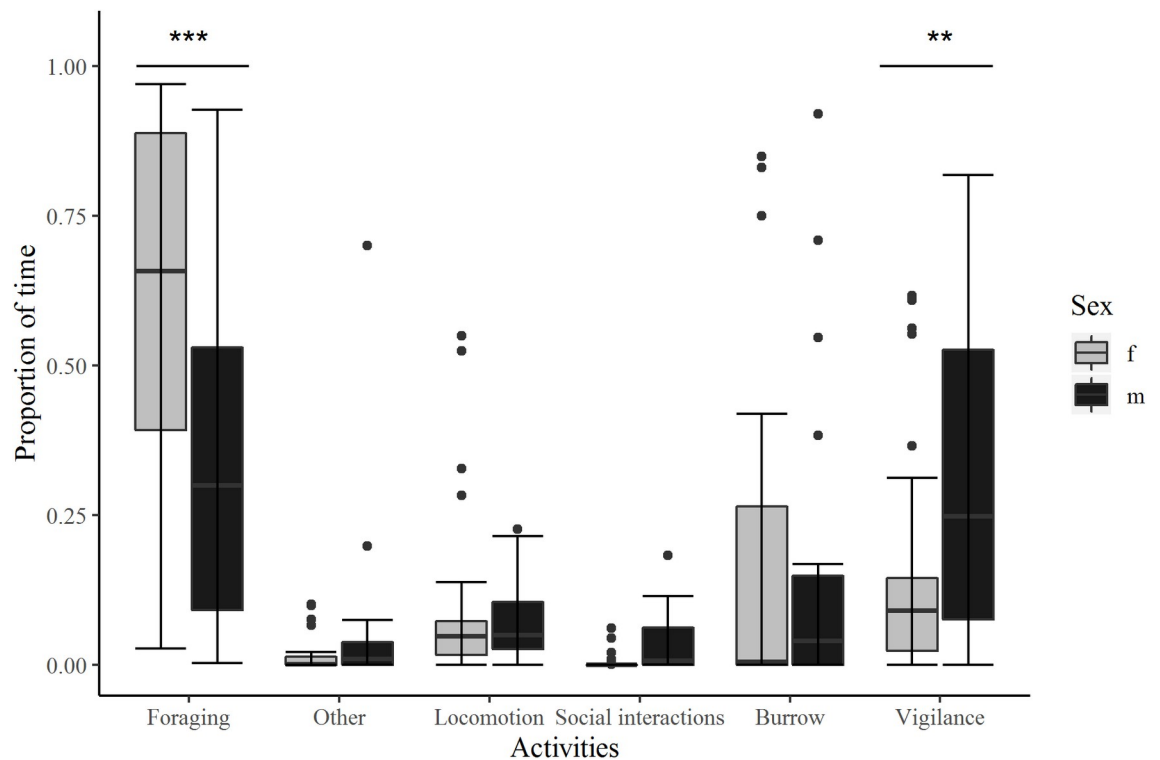 ***
**
1.00
0.75
0.50
0.25
0.00
Proportion of time
Foraging
Other
Locomotion
Social interactions
Burrow
Vigilance
Activities
Sex
f
m